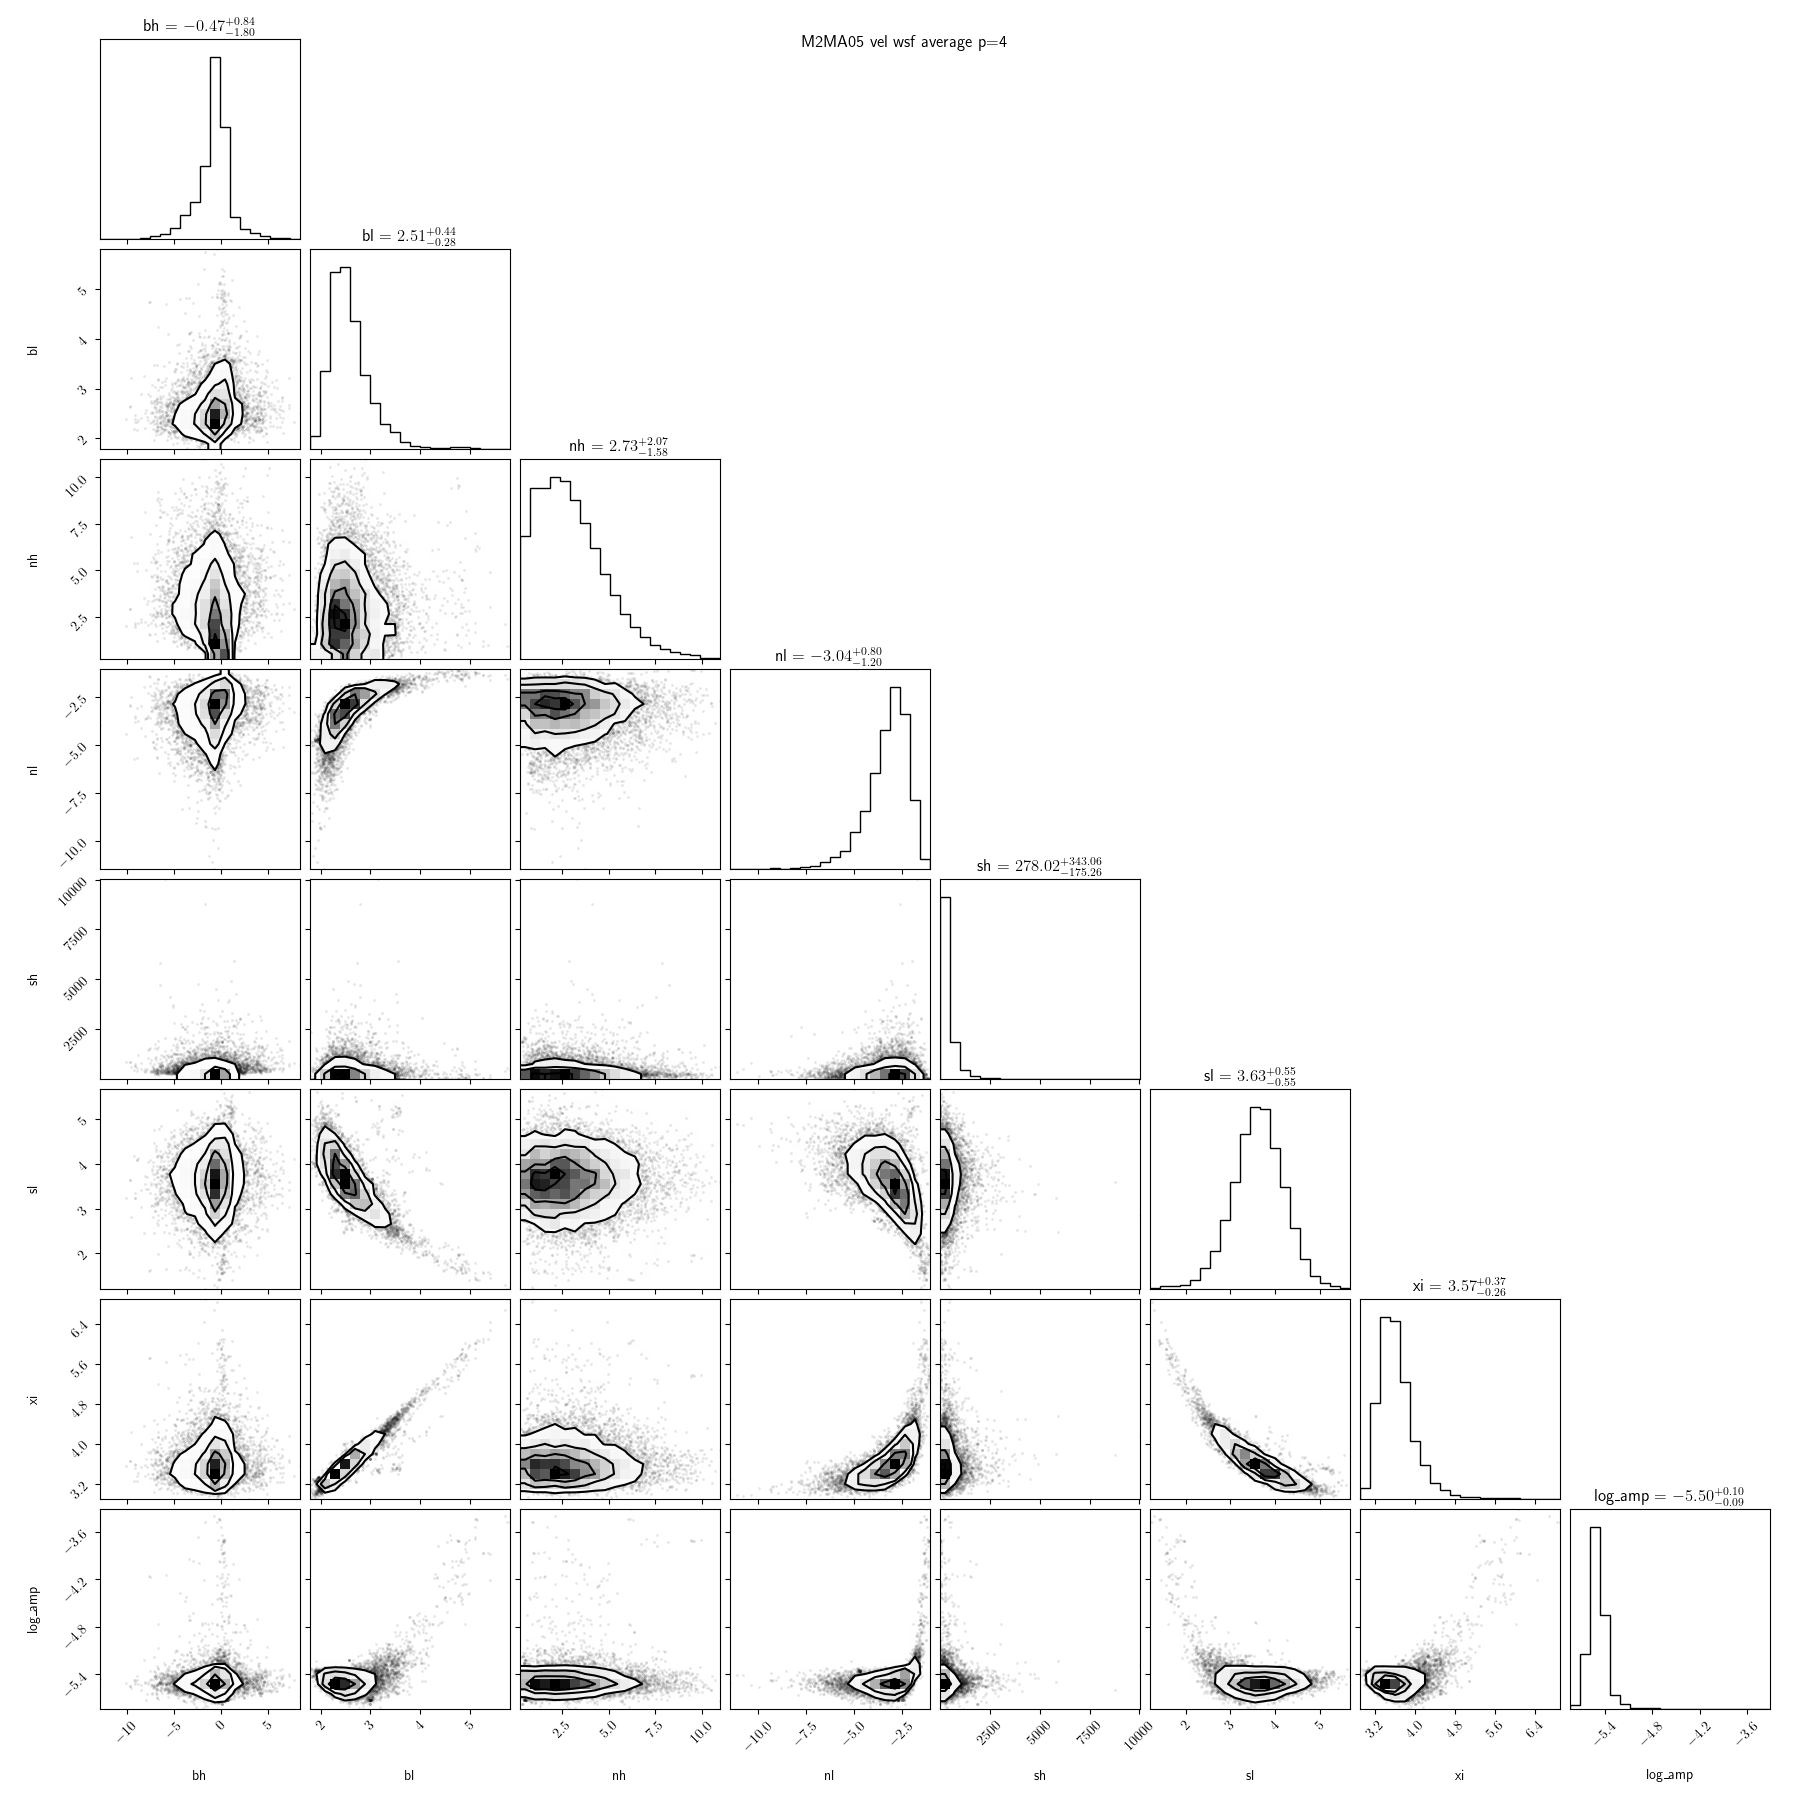 M2MA05 vel wsf average p=4
bh = −0.47 +0.84 −1.80
bl = 2.51 +0.44 −0.28
bl
5
4
3
2
nh = 2.73 +2.07 −1.58
nh
10.0
7.5
5.0
2.5
nl = −3.04 +0.80 −1.20
nl
−2.5
−5.0
−7.5
−10.0
sh = 278.02 +343.06 −175.26
sh
10000
7500
5000
2500
sl = 3.63 +0.55 −0.55
sl
5
4
3
2
xi = 3.57 +0.37 −0.26
xi
6.4
5.6
4.8
4.0
3.2
log_amp = −5.50 +0.10 −0.09
log_amp
−3.6
−4.2
−4.8
−5.4
−10 −5 0 5
2 3 4 5
2.5 5.0 7.5 10.0
−10.0 −7.5 −5.0 −2.5
2500 5000 7500 10000
2 3 4 5
3.2 4.0 4.8 5.6 6.4
−5.4 −4.8 −4.2 −3.6
bh bl nh nl sh sl xi log_amp